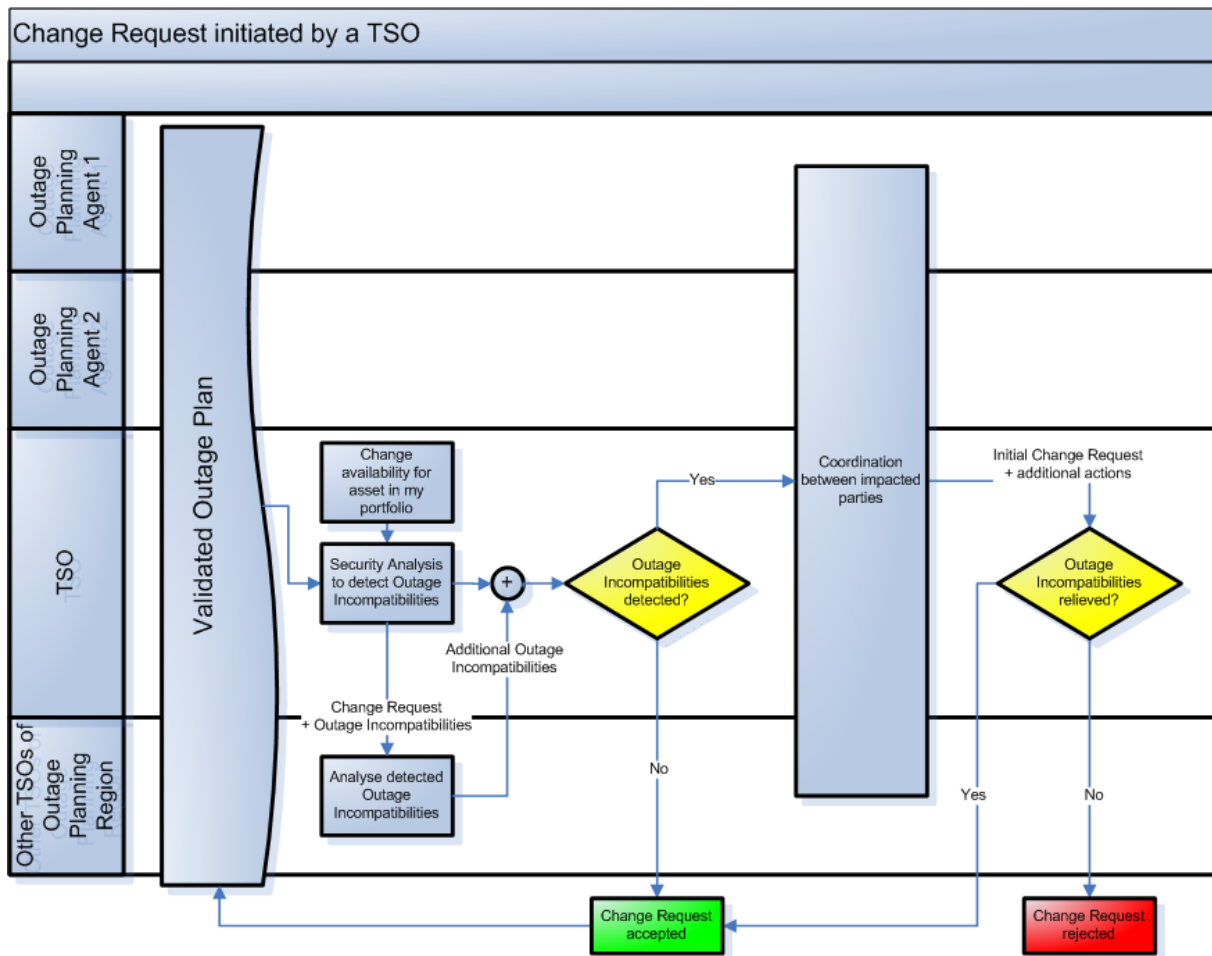 Change Request initiated by a TSO
Outage
Planning
Agent 1
Outage
Planning
Agent 2
TSO
Other TSOs of
Outage
Planning
Region
Validated Outage Plan
Change
availability for
asset in my
portfolio
Security Analysis
to detect Outage
Incompatibilities
+
Additional Outage
Incompatibilities
Change Request
+ Outage Incompatibilities
Analyse detected
Outage
Incompatibilities
Outage
Incompatibilities
detected?
Yes
No
Coordination
between impacted
parties
Initial Change Request
+ additional actions
Outage
Incompatibilities
relieved?
Yes
No
Change Request
accepted
Change Request
rejected